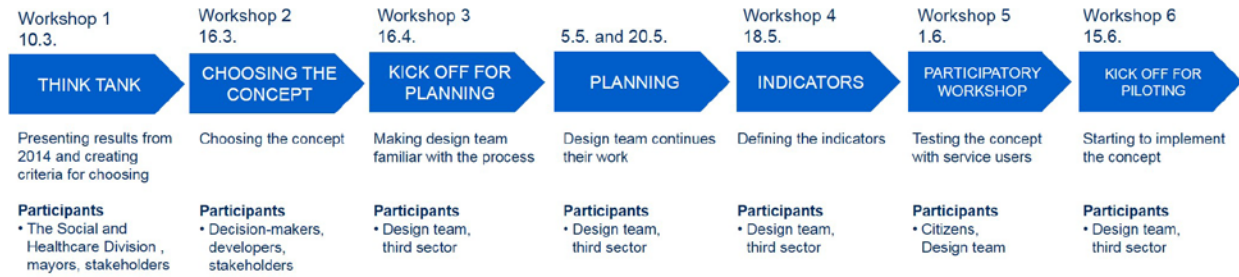 Workshop 1
10.3.
THINK TANK
Presenting results from
2014 and creating
criteria for choosing
Participants
• The Social and
Healthcare Division ,
mayors, stakeholders
Workshop 2
16.3.
CHOOSING THE
CONCEPT
Choosing the concept
Participants
• Decision-makers,
developers,
stakeholders
Workshop 3
16.4.
KICK OFF FOR
PLANNING
Making design team
familiar with the process
Participants
• Design team,
third sector
5.5. and 20.5.
PLANNING
Design team continues
their work
Participants
• Design team,
third sector
Workshop 4
18.5.
INDICATORS
Defining the indicators
Participants
• Design team,
third sector
Workshop 5
1.6.
PARTICIPATORY
WORKSHOP
Testing the concept
with service users
Participants
• Citizens,
Design team
Workshop 6
15.6.
KICK OFF FOR
PILOTING
Starting to implement
the concept
Participants
• Design team,
third sector